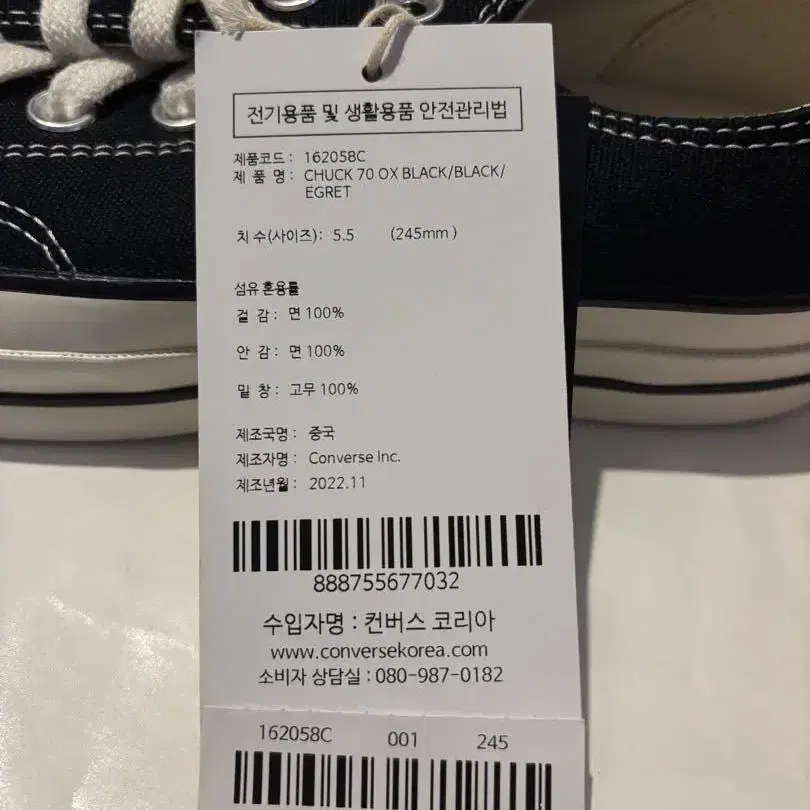 전기용품 및 생활용품 안전관리법
제품코드 : 162058C
제 품 명 : CHUCK 70 OX BLACK/BLACK/
EGRET
치 수(사이즈) : 5.5 (245mm )
섬유 혼용률
겉 감 : 면 100%
안 감 : 면 100%
밑 창 : 고무 100%
제조국명 : 중국
제조자명 : Converse Inc.
제조년월 : 2022.11
888755677032
수입자명 : 컨버스 코리아
www.conversekorea.com
소비자 상담실 : 080-987-0182
162058C 001 245